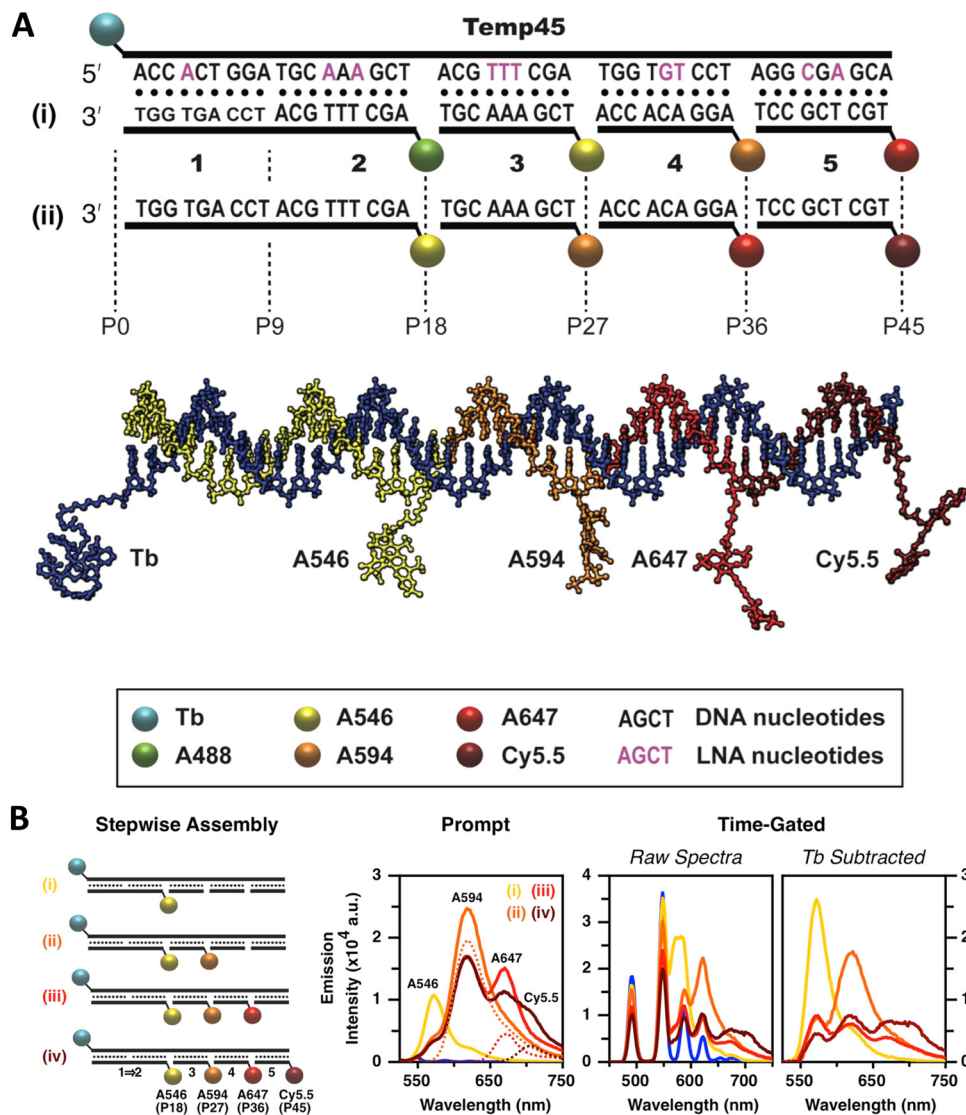 A
Temp45
5′ ACC ACT GGA TGC AAA GCT ACG TTT CGA TGG TGT CCT AGG CGA GCA
(i) 3′ TGG TGA CCT ACG TTT CGA TGC AAA GCT ACC ACA GGA TCC GCT CGT
1 2 3 4 5
(ii) 3′ TGG TGA CCT ACG TTT CGA TGC AAA GCT ACC ACA GGA TCC GCT CGT
P0 P9 P18 P27 P36 P45
Tb A546 A594 A647 Cy5.5
Tb A546 A647 AGCT DNA nucleotides
A488 A594 Cy5.5 AGCT LNA nucleotides
B
Stepwise Assembly
(i)
(ii)
(iii)
(iv)
1⇒2 3 4 5
A546 A594 A647 Cy5.5
(P18) (P27) (P36) (P45)
Prompt
Emission
Intensity (x10⁴ a.u.)
3
2
1
0
(i) (iii)
(ii) (iv)
A594
A546
A647
Cy5.5
550 650 750
Wavelength (nm)
Time-Gated
Raw Spectra
4
3
2
1
0
450 550 650 750
Wavelength (nm)
Tb Subtracted
3
2
1
0
550 650 750
Wavelength (nm)